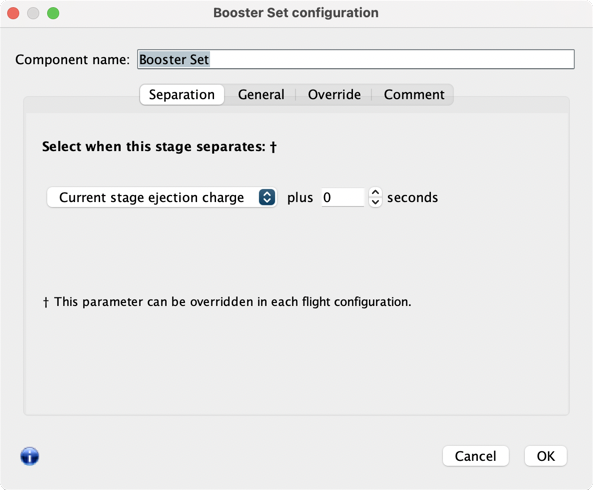 Booster Set configuration
Component name: Booster Set
Separation General Override Comment
Select when this stage separates: †
Current stage ejection charge plus 0 seconds
† This parameter can be overridden in each flight configuration.
Cancel OK